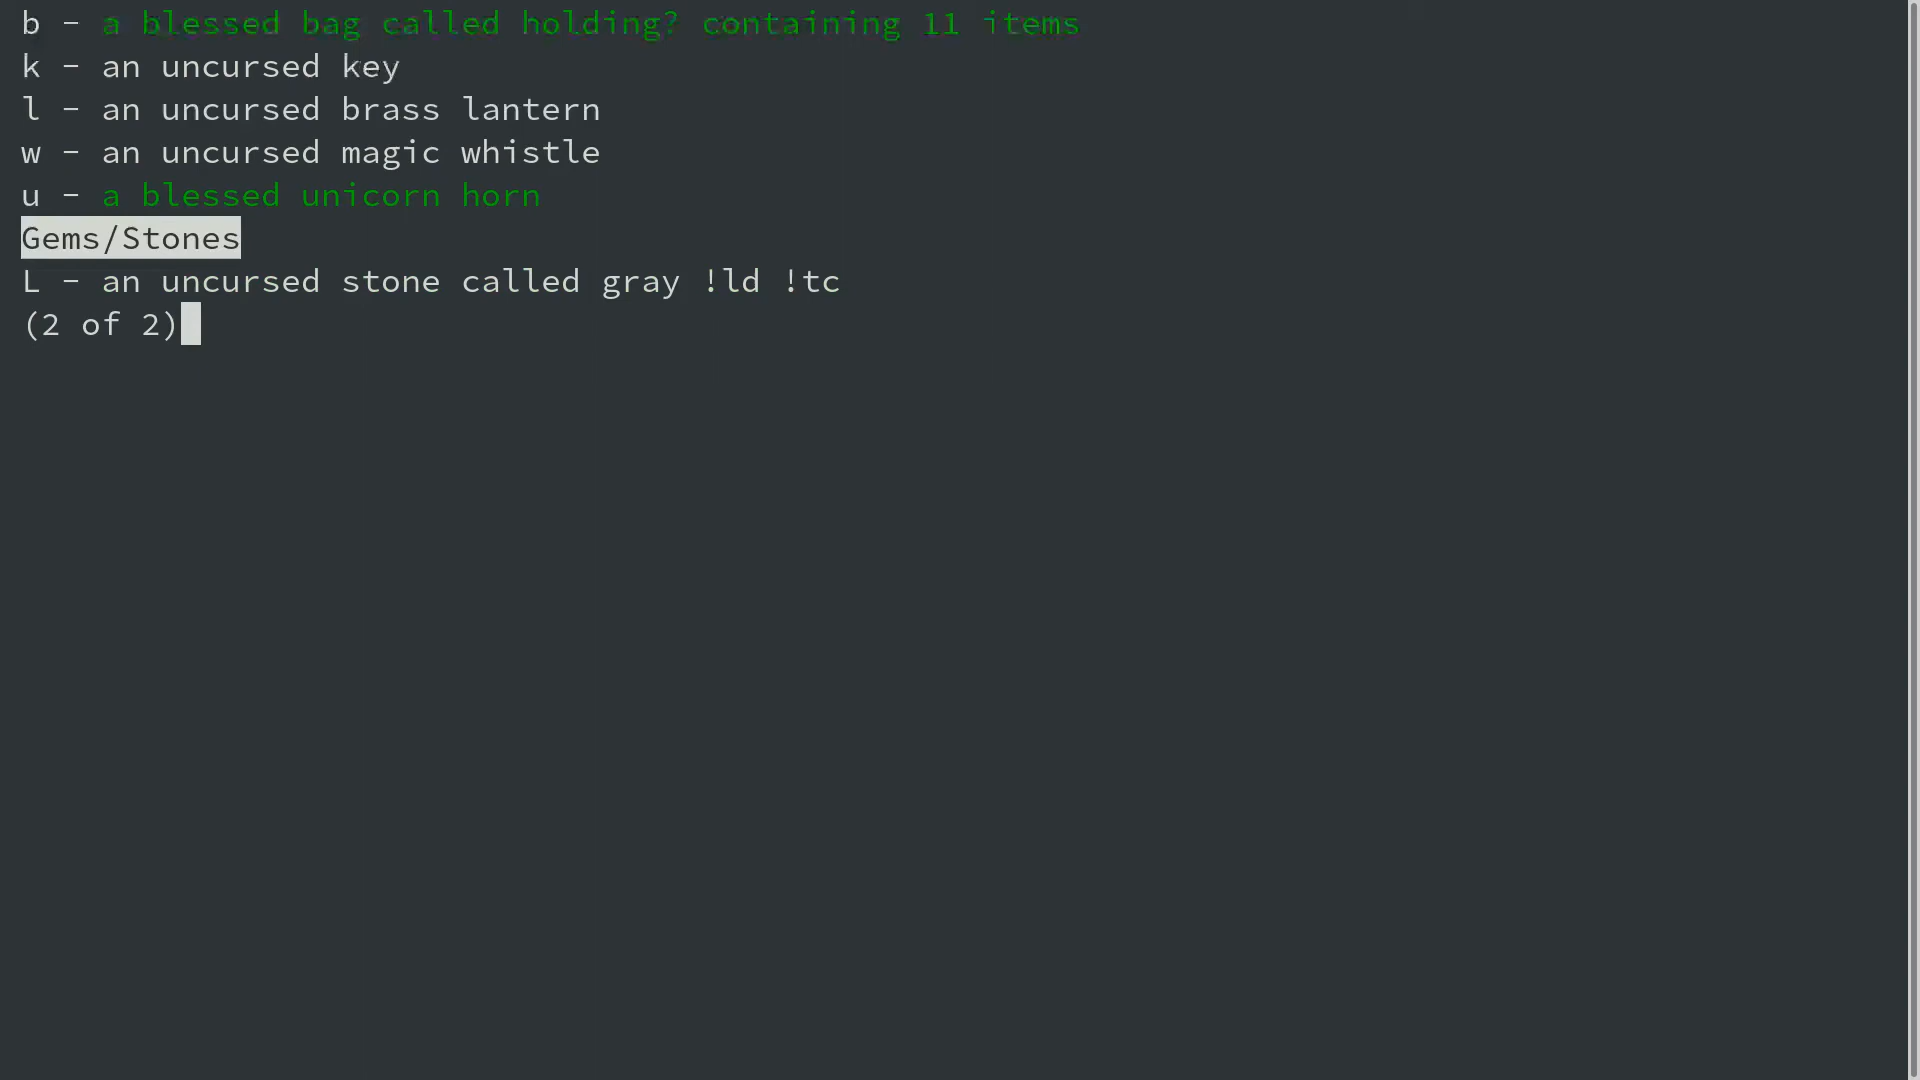 b - a blessed bag called holding? containing 11 items
k - an uncursed key
l - an uncursed brass lantern
w - an uncursed magic whistle
u - a blessed unicorn horn
Gems/Stones
L - an uncursed stone called gray !ld !tc
(2 of 2)